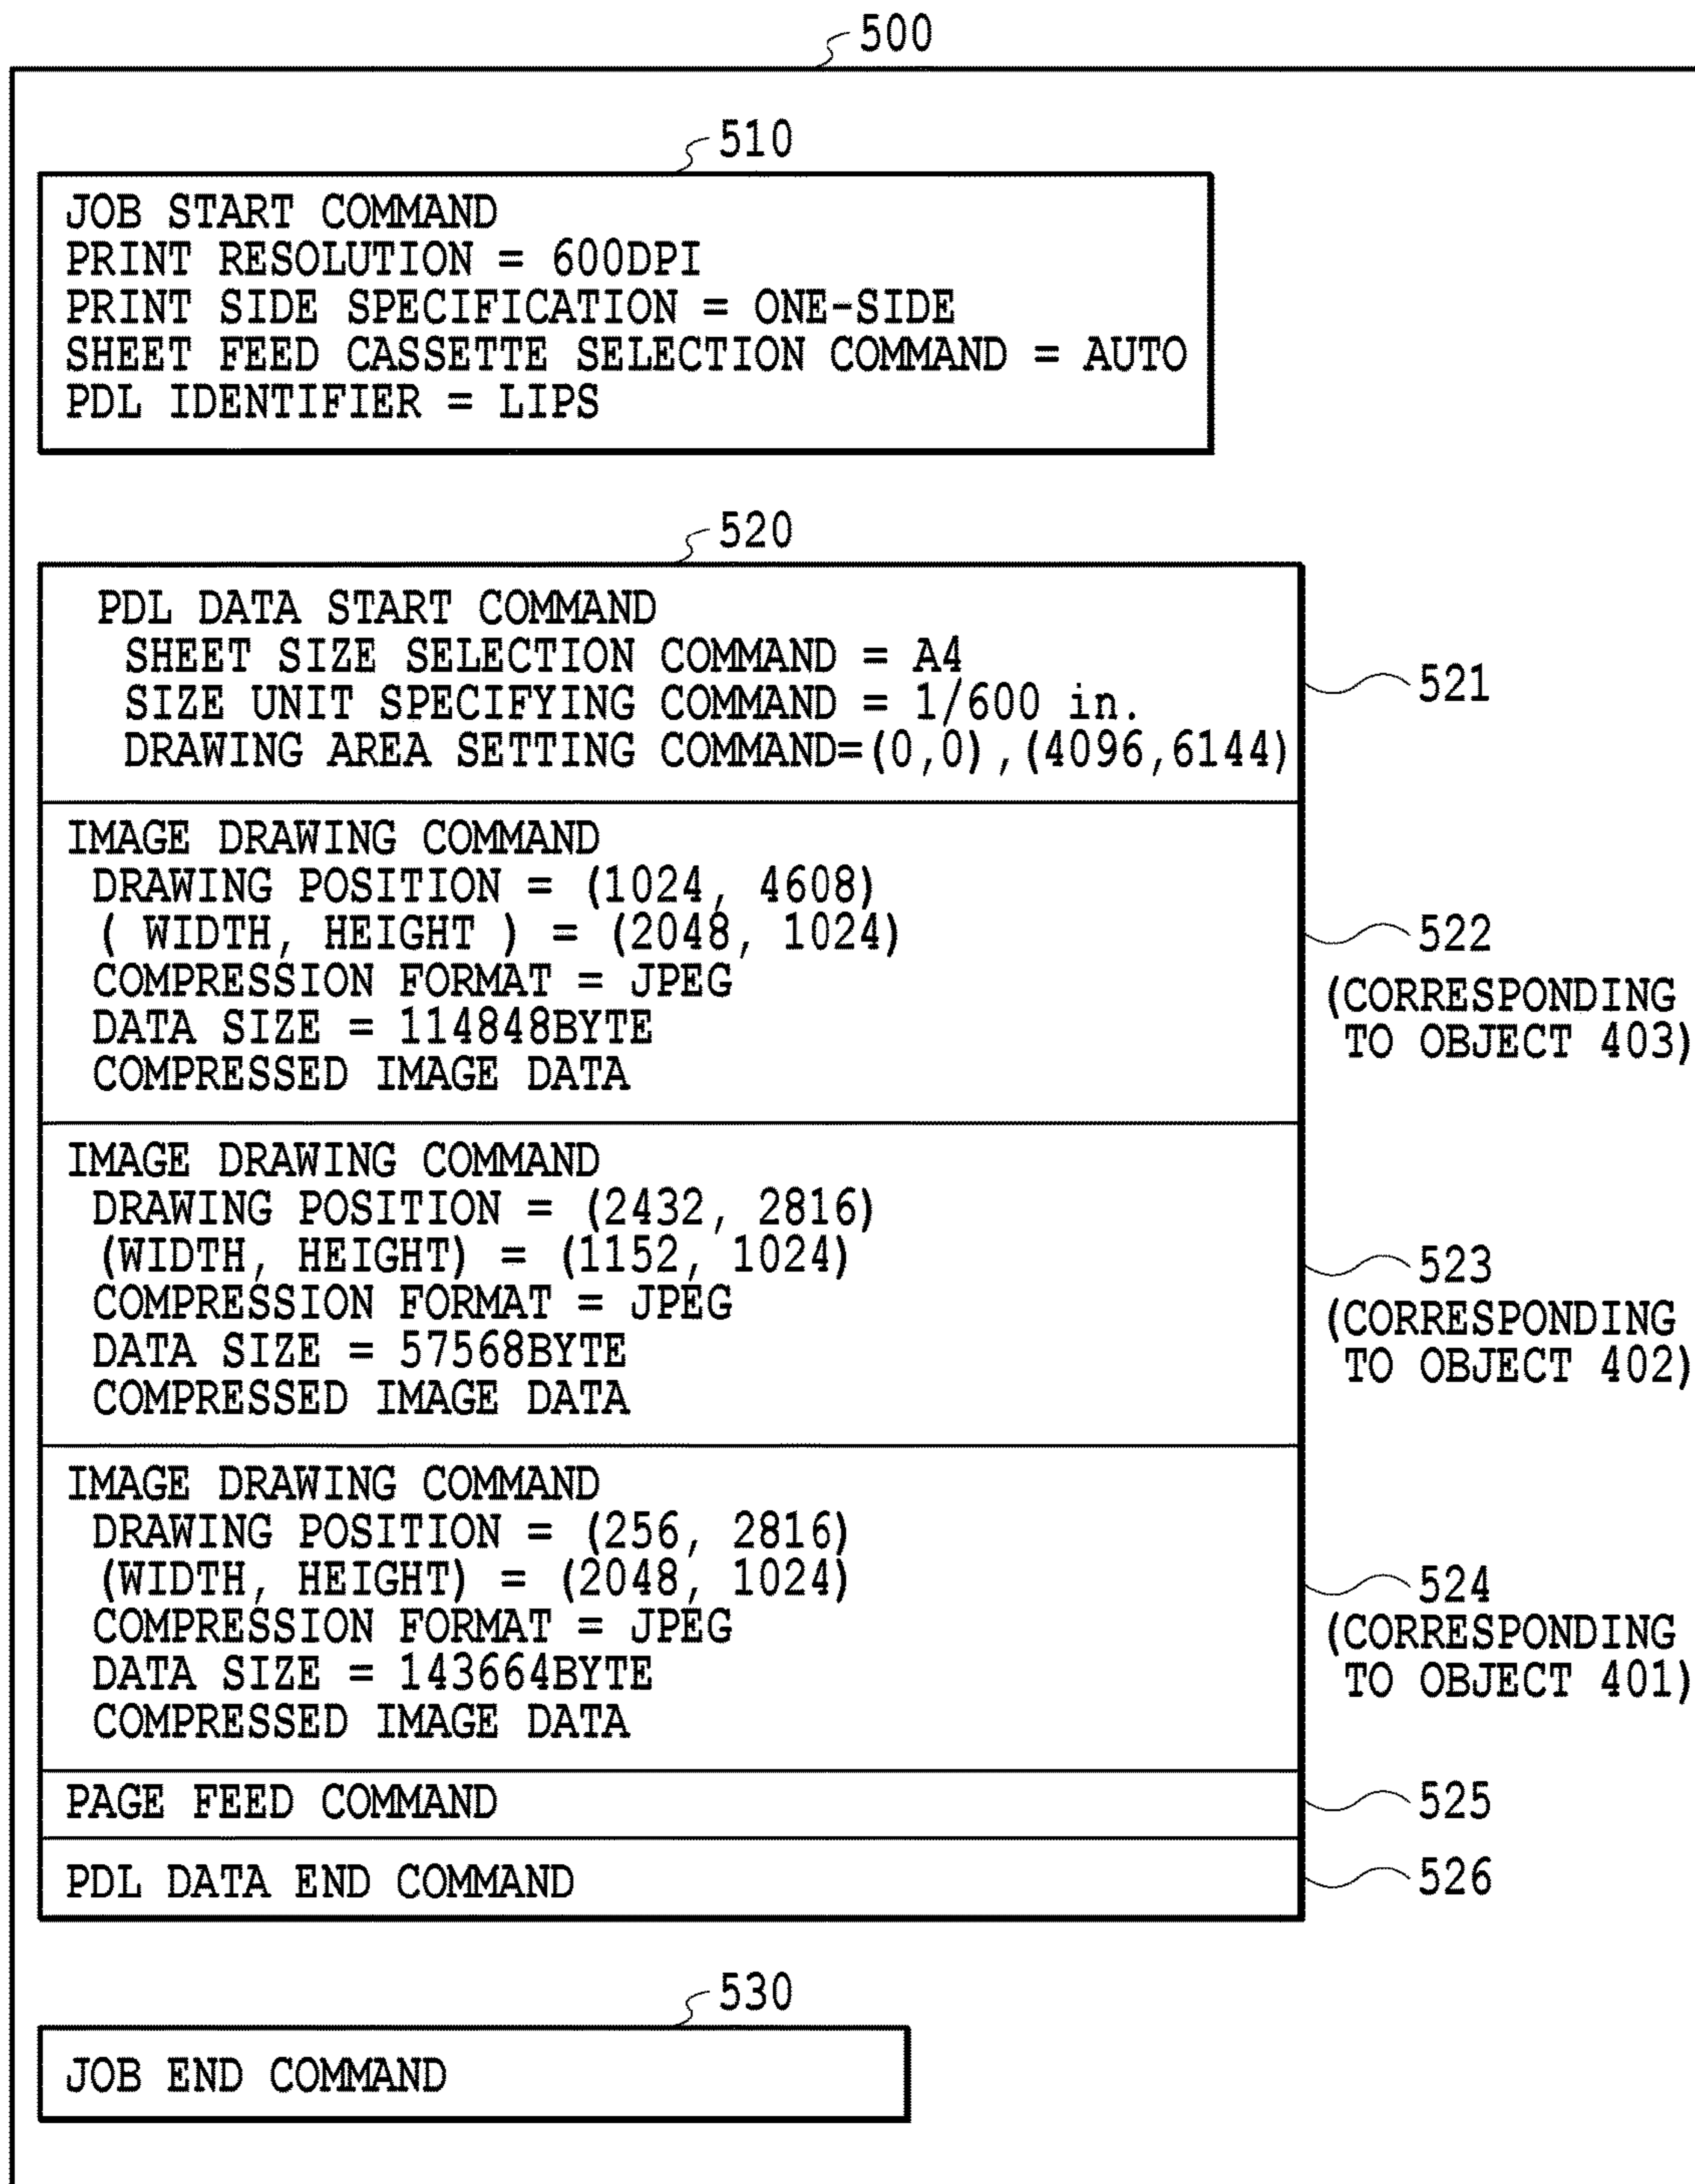 500
510
JOB START COMMAND
PRINT RESOLUTION = 600DPI
PRINT SIDE SPECIFICATION = ONE-SIDE
SHEET FEED CASSETTE SELECTION COMMAND = AUTO
PDL IDENTIFIER = LIPS
520
PDL DATA START COMMAND
SHEET SIZE SELECTION COMMAND = A4
SIZE UNIT SPECIFYING COMMAND = 1/600 in.
DRAWING AREA SETTING COMMAND=(0,0),(4096,6144)
521
IMAGE DRAWING COMMAND
DRAWING POSITION = (1024, 4608)
( WIDTH, HEIGHT ) = (2048, 1024)
COMPRESSION FORMAT = JPEG
DATA SIZE = 114848BYTE
COMPRESSED IMAGE DATA
522
(CORRESPONDING
TO OBJECT 403)
IMAGE DRAWING COMMAND
DRAWING POSITION = (2432, 2816)
(WIDTH, HEIGHT) = (1152, 1024)
COMPRESSION FORMAT = JPEG
DATA SIZE = 57568BYTE
COMPRESSED IMAGE DATA
523
(CORRESPONDING
TO OBJECT 402)
IMAGE DRAWING COMMAND
DRAWING POSITION = (256, 2816)
(WIDTH, HEIGHT) = (2048, 1024)
COMPRESSION FORMAT = JPEG
DATA SIZE = 143664BYTE
COMPRESSED IMAGE DATA
524
(CORRESPONDING
TO OBJECT 401)
PAGE FEED COMMAND
525
PDL DATA END COMMAND
526
530
JOB END COMMAND